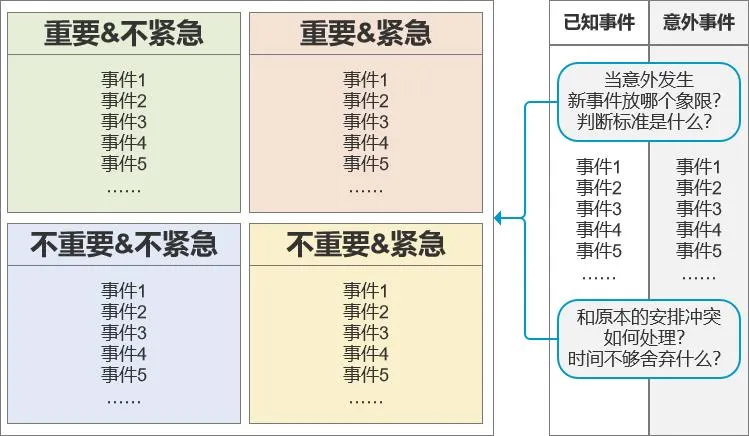 重要&不紧急
事件1
事件2
事件3
事件4
事件5
……
重要&紧急
事件1
事件2
事件3
事件4
事件5
……
不重要&不紧急
事件1
事件2
事件3
事件4
事件5
……
不重要&紧急
事件1
事件2
事件3
事件4
事件5
……
已知事件
意外事件
当意外发生
新事件放哪个象限?
判断标准是什么?
事件1
事件2
事件3
事件4
事件5
……
事件1
事件2
事件3
事件4
事件5
……
和原本的安排冲突
如何处理?
时间不够舍弃什么?